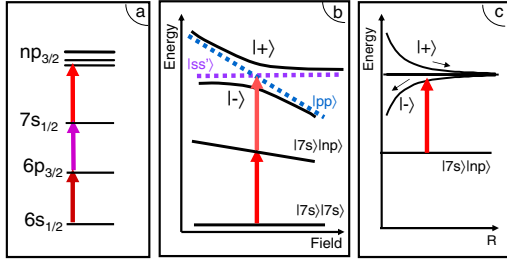 a
np3/2
7s1/2
6p3/2
6s1/2
b
Energy
|+⟩
|ss'⟩
|-⟩
|pp⟩
|7s⟩|np⟩
|7s⟩|7s⟩
Field
c
Energy
|+⟩
|-⟩
|7s⟩|np⟩
R